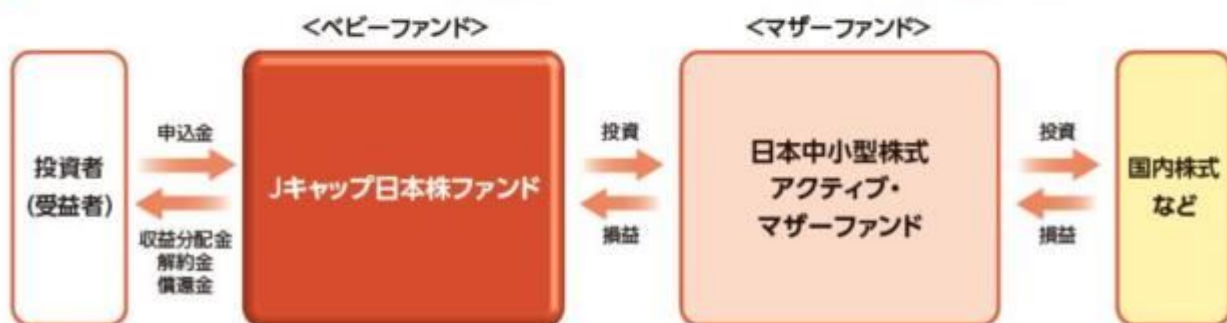 <ベビーファンド>
<マザーファンド>
投資者
(受益者)
申込金
収益分配金
解約金
償還金
Jキャップ日本株ファンド
投資
損益
日本中小型株式
アクティブ・
マザーファンド
投資
損益
国内株式
など